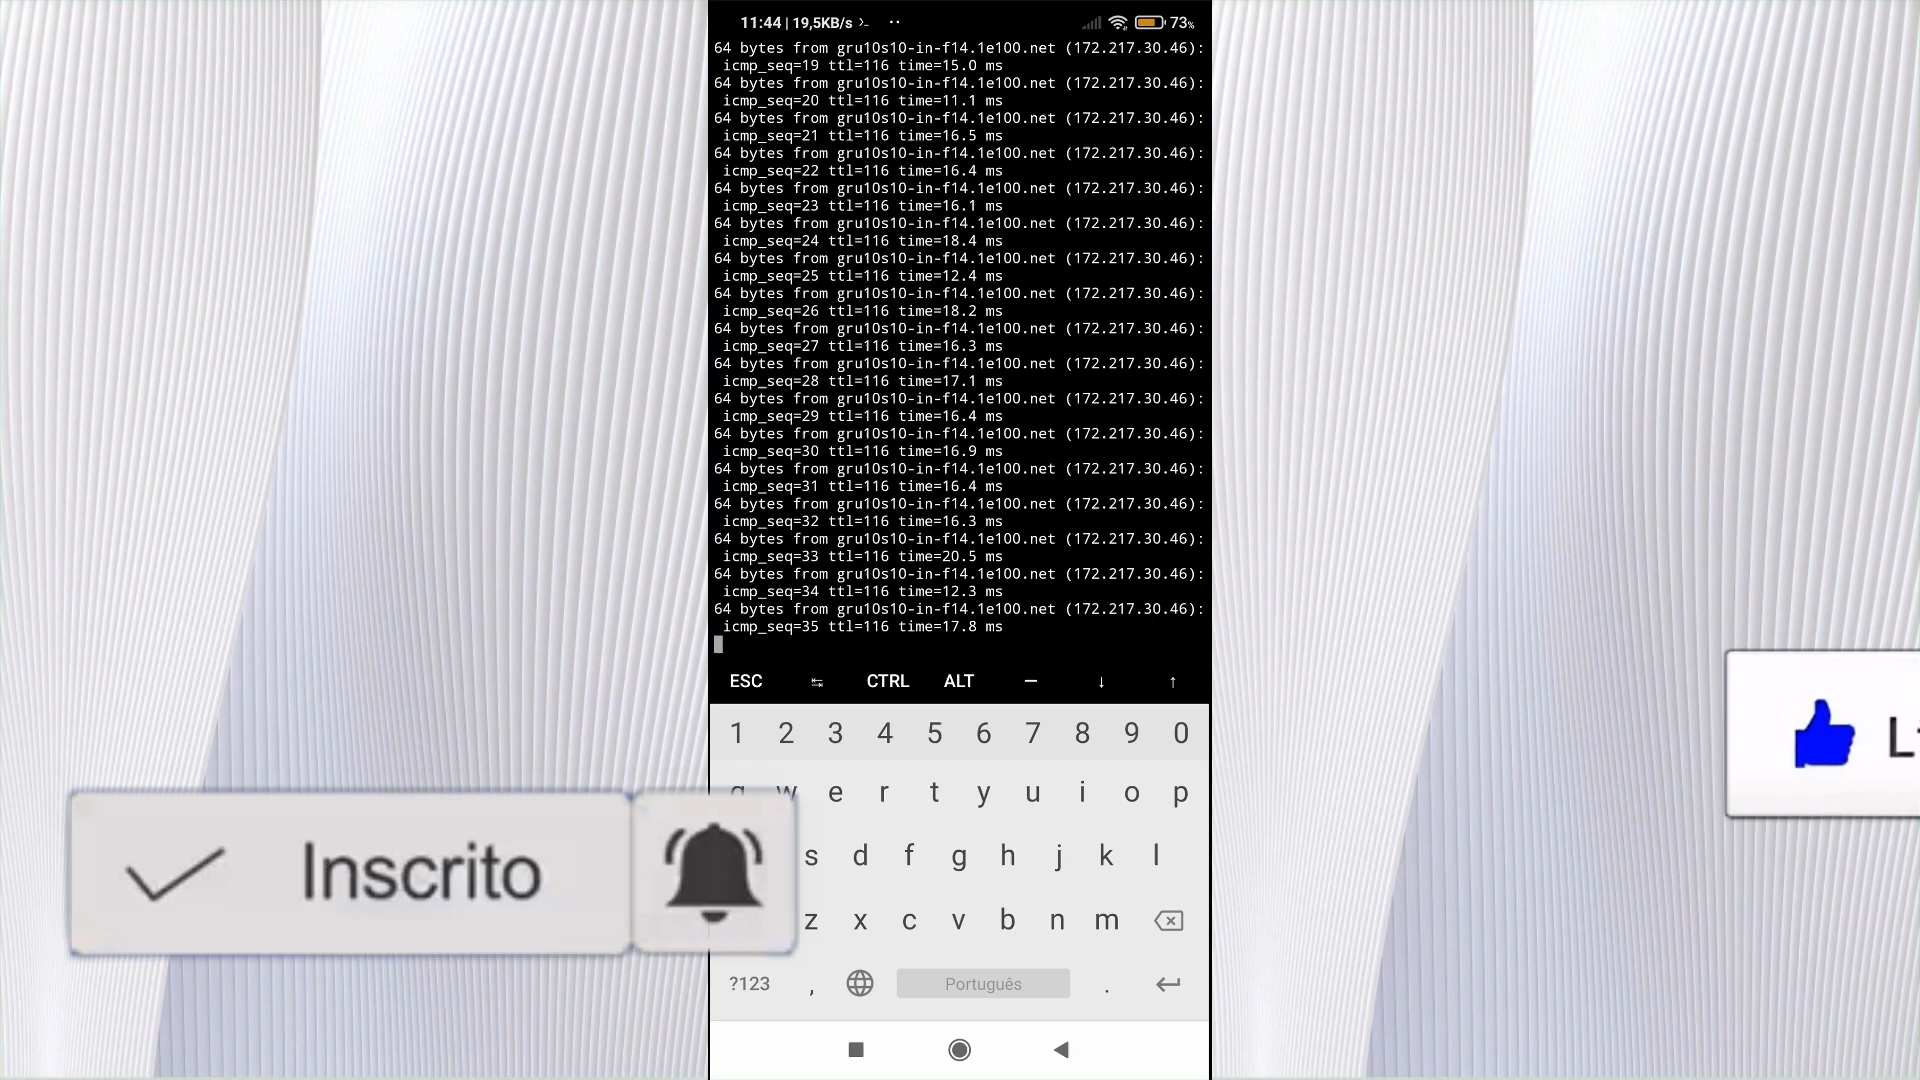 11:44 | 19,5KB/s >_ ··
73%
64 bytes from gru10s10-in-f14.1e100.net (172.217.30.46):
icmp_seq=19 ttl=116 time=15.0 ms
64 bytes from gru10s10-in-f14.1e100.net (172.217.30.46):
icmp_seq=20 ttl=116 time=11.1 ms
64 bytes from gru10s10-in-f14.1e100.net (172.217.30.46):
icmp_seq=21 ttl=116 time=16.5 ms
64 bytes from gru10s10-in-f14.1e100.net (172.217.30.46):
icmp_seq=22 ttl=116 time=16.4 ms
64 bytes from gru10s10-in-f14.1e100.net (172.217.30.46):
icmp_seq=23 ttl=116 time=16.1 ms
64 bytes from gru10s10-in-f14.1e100.net (172.217.30.46):
icmp_seq=24 ttl=116 time=18.4 ms
64 bytes from gru10s10-in-f14.1e100.net (172.217.30.46):
icmp_seq=25 ttl=116 time=12.4 ms
64 bytes from gru10s10-in-f14.1e100.net (172.217.30.46):
icmp_seq=26 ttl=116 time=18.2 ms
64 bytes from gru10s10-in-f14.1e100.net (172.217.30.46):
icmp_seq=27 ttl=116 time=16.3 ms
64 bytes from gru10s10-in-f14.1e100.net (172.217.30.46):
icmp_seq=28 ttl=116 time=17.1 ms
64 bytes from gru10s10-in-f14.1e100.net (172.217.30.46):
icmp_seq=29 ttl=116 time=16.4 ms
64 bytes from gru10s10-in-f14.1e100.net (172.217.30.46):
icmp_seq=30 ttl=116 time=16.9 ms
64 bytes from gru10s10-in-f14.1e100.net (172.217.30.46):
icmp_seq=31 ttl=116 time=16.4 ms
64 bytes from gru10s10-in-f14.1e100.net (172.217.30.46):
icmp_seq=32 ttl=116 time=16.3 ms
64 bytes from gru10s10-in-f14.1e100.net (172.217.30.46):
icmp_seq=33 ttl=116 time=20.5 ms
64 bytes from gru10s10-in-f14.1e100.net (172.217.30.46):
icmp_seq=34 ttl=116 time=12.3 ms
64 bytes from gru10s10-in-f14.1e100.net (172.217.30.46):
icmp_seq=35 ttl=116 time=17.8 ms
ESC ⇆ CTRL ALT — ↓ ↑
1 2 3 4 5 6 7 8 9 0
q w e r t y u i o p
s d f g h j k l
z x c v b n m
?123 , Português .
Inscrito